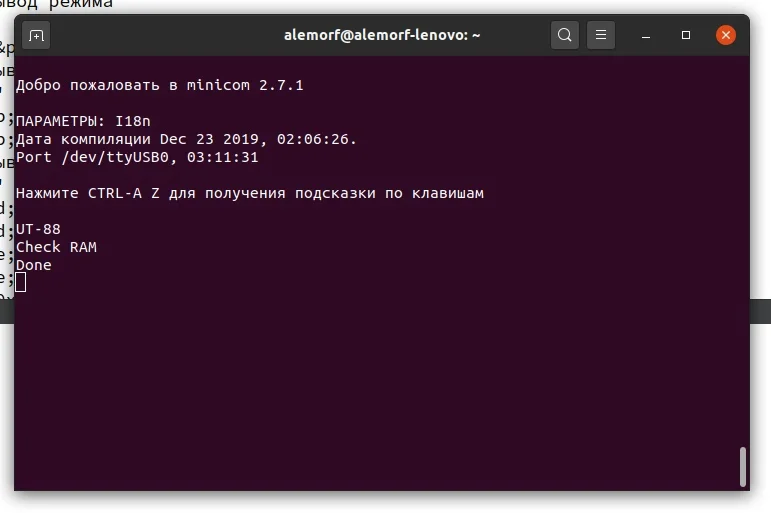 ывод режима
alemorf@alemorf-lenovo: ~
Добро пожаловать в minicom 2.7.1
ПАРАМЕТРЫ: I18n
Дата компиляции Dec 23 2019, 02:06:26.
Port /dev/ttyUSB0, 03:11:31
Нажмите CTRL-A Z для получения подсказки по клавишам
UT-88
Check RAM
Done